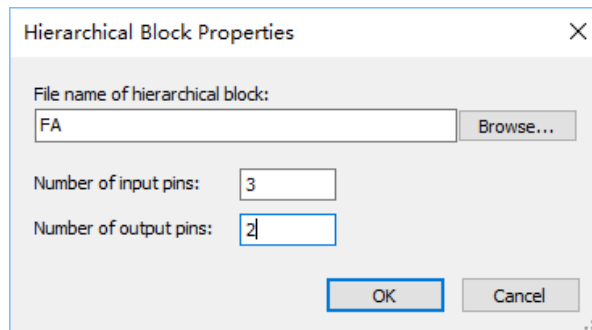 Hierarchical Block Properties
File name of hierarchical block:
FA
Browse...
Number of input pins:
3
Number of output pins:
2
OK
Cancel